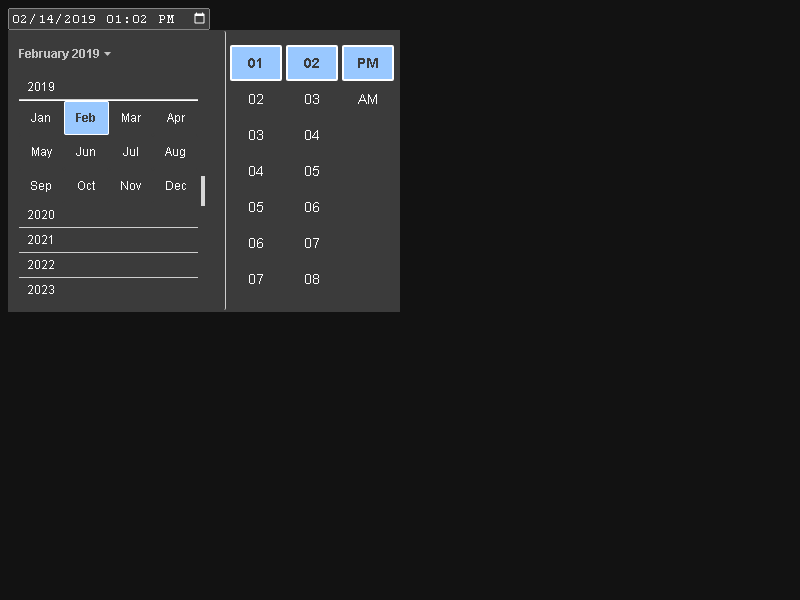 02/14/2019 01:02 PM
February 2019
2019
Jan Feb Mar Apr
May Jun Jul Aug
Sep Oct Nov Dec
2020
2021
2022
2023
01 02 PM
02 03 AM
03 04
04 05
05 06
06 07
07 08